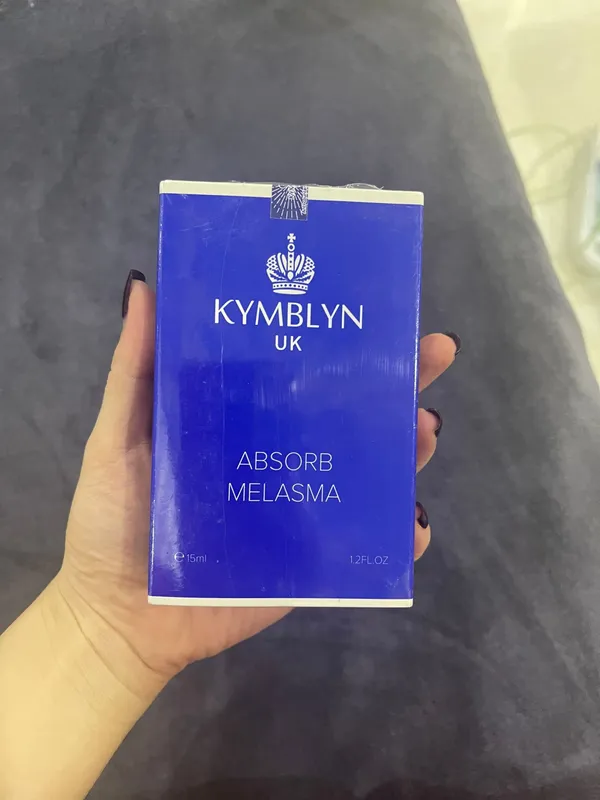 KYMBLYN
UK
ABSORB
MELASMA
℮ 15ml
1.2FL.OZ